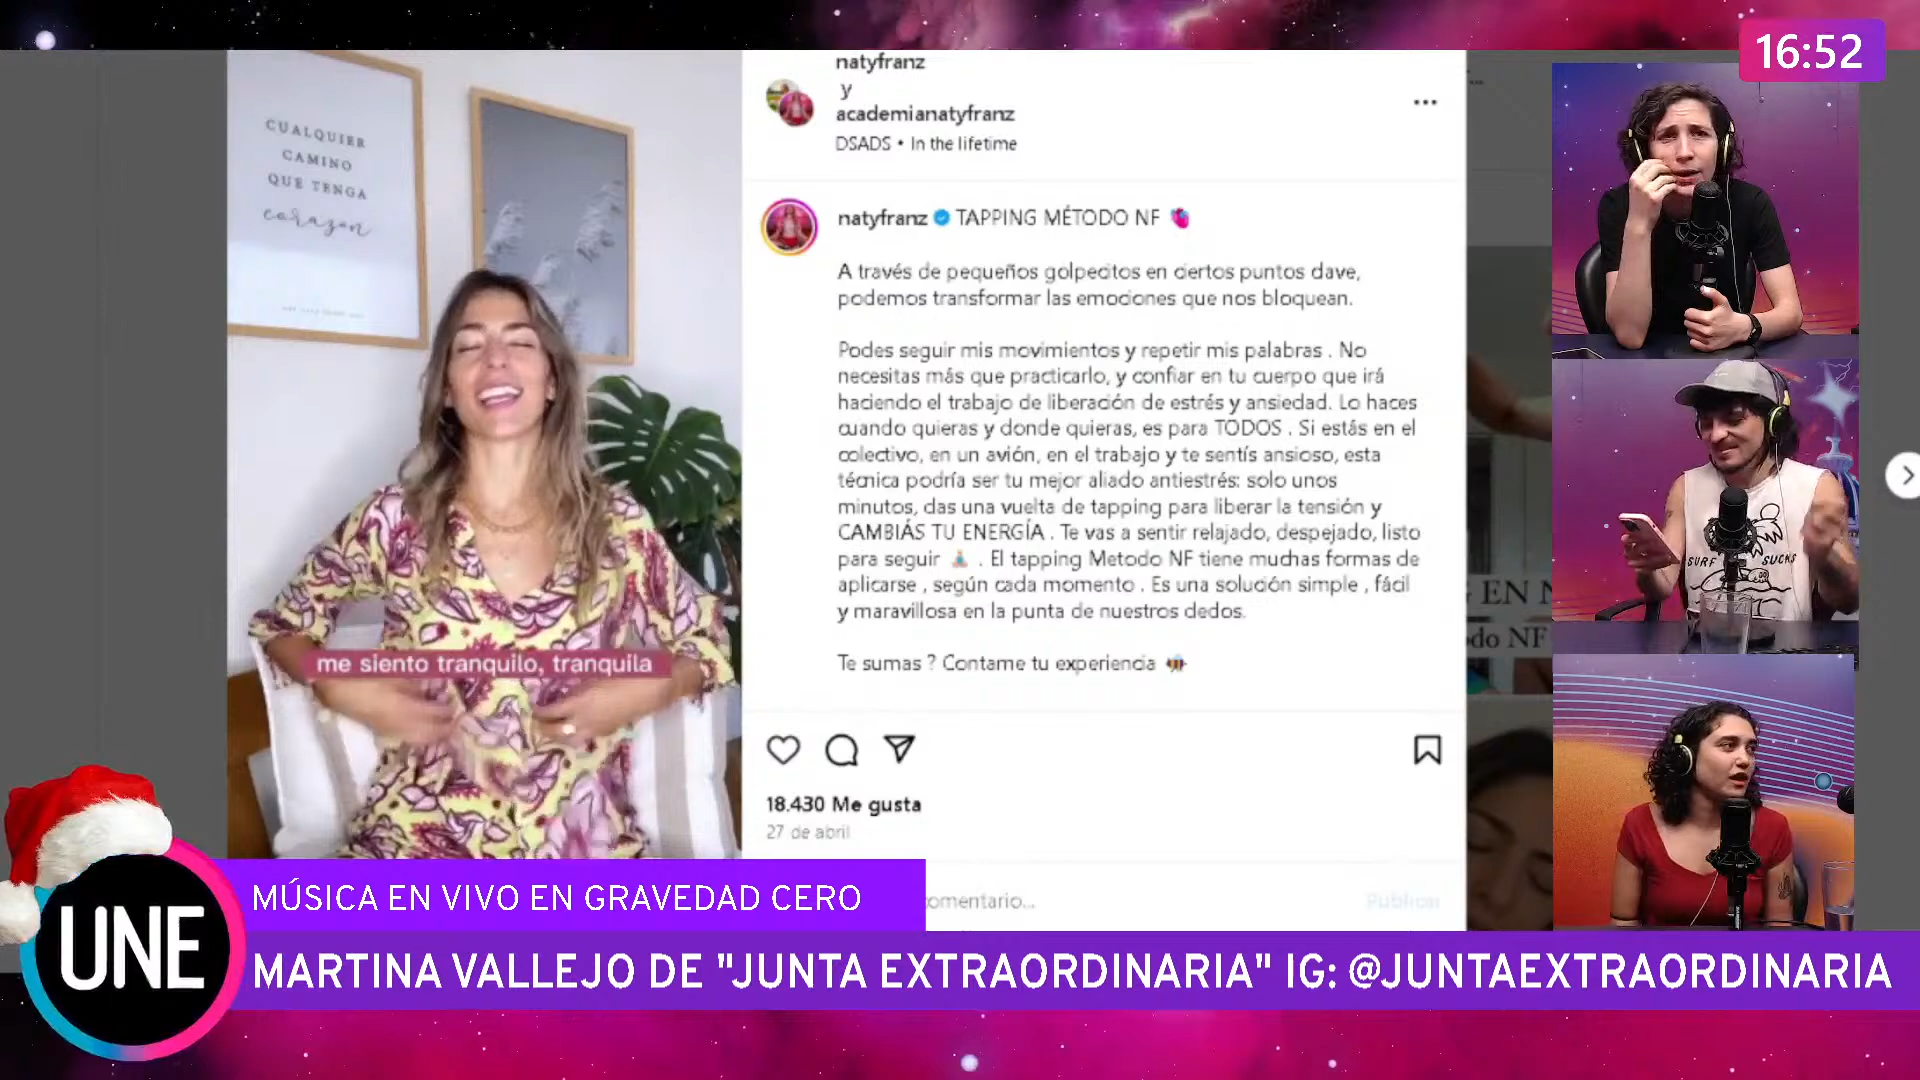 16:52
CUALQUIER
CAMINO
QUE TENGA
corazon
natyfranz
y
academianatyfranz
DSADS • In the lifetime
natyfranz TAPPING MÉTODO NF
A través de pequeños golpecitos en ciertos puntos clave,
podemos transformar las emociones que nos bloquean.
Podes seguir mis movimientos y repetir mis palabras . No
necesitas más que practicarlo, y confiar en tu cuerpo que irá
haciendo el trabajo de liberación de estrés y ansiedad. Lo haces
cuando quieras y donde quieras, es para TODOS . Si estás en el
colectivo, en un avión, en el trabajo y te sentís ansioso, esta
técnica podría ser tu mejor aliado antiestrés: solo unos
minutos, das una vuelta de tapping para liberar la tensión y
CAMBIÁS TU ENERGÍA . Te vas a sentir relajado, despejado, listo
para seguir . El tapping Metodo NF tiene muchas formas de
aplicarse , según cada momento . Es una solución simple , fácil
y maravillosa en la punta de nuestros dedos.
Te sumas ? Contame tu experiencia
me siento tranquilo, tranquila
18.430 Me gusta
27 de abril
comentario...
Publicar
EN
NF
SURF SUCKS
UNE
MÚSICA EN VIVO EN GRAVEDAD CERO
MARTINA VALLEJO DE "JUNTA EXTRAORDINARIA" IG: @JUNTAEXTRAORDINARIA